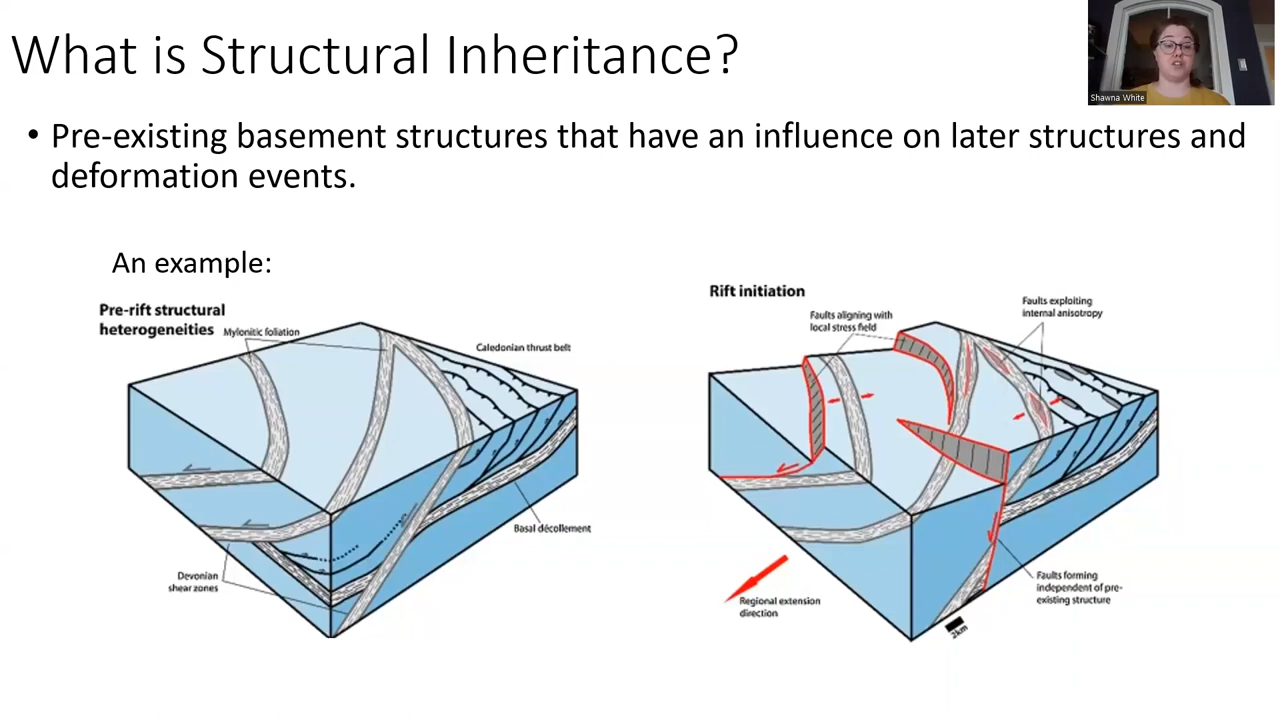 What is Structural Inheritance?
Shawna White
• Pre-existing basement structures that have an influence on later structures and
deformation events.
An example:
Pre-rift structural
heterogeneities
Mylonitic foliation
Caledonian thrust belt
Basal décollement
Devonian
shear zones
Rift initiation
Faults aligning with
local stress field
Faults exploiting
internal anisotropy
Regional extension
direction
Faults forming
independent of pre-
existing structure
2km